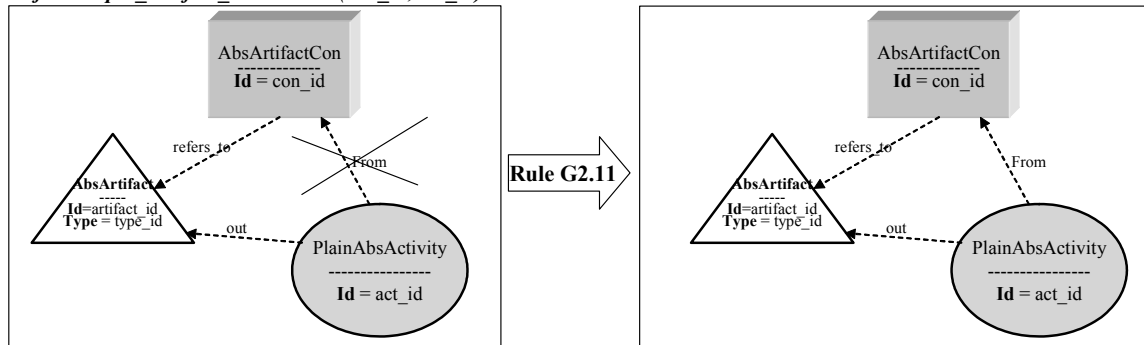 AbsArtifactCon
-------------
Id = con_id
refers_to
From
AbsArtifact
-----
Id=artifact_id
Type = type_id
out
PlainAbsActivity
----------------
Id = act_id
Rule G2.11
AbsArtifactCon
-------------
Id = con_id
refers_to
From
AbsArtifact
-----
Id=artifact_id
Type = type_id
out
PlainAbsActivity
----------------
Id = act_id